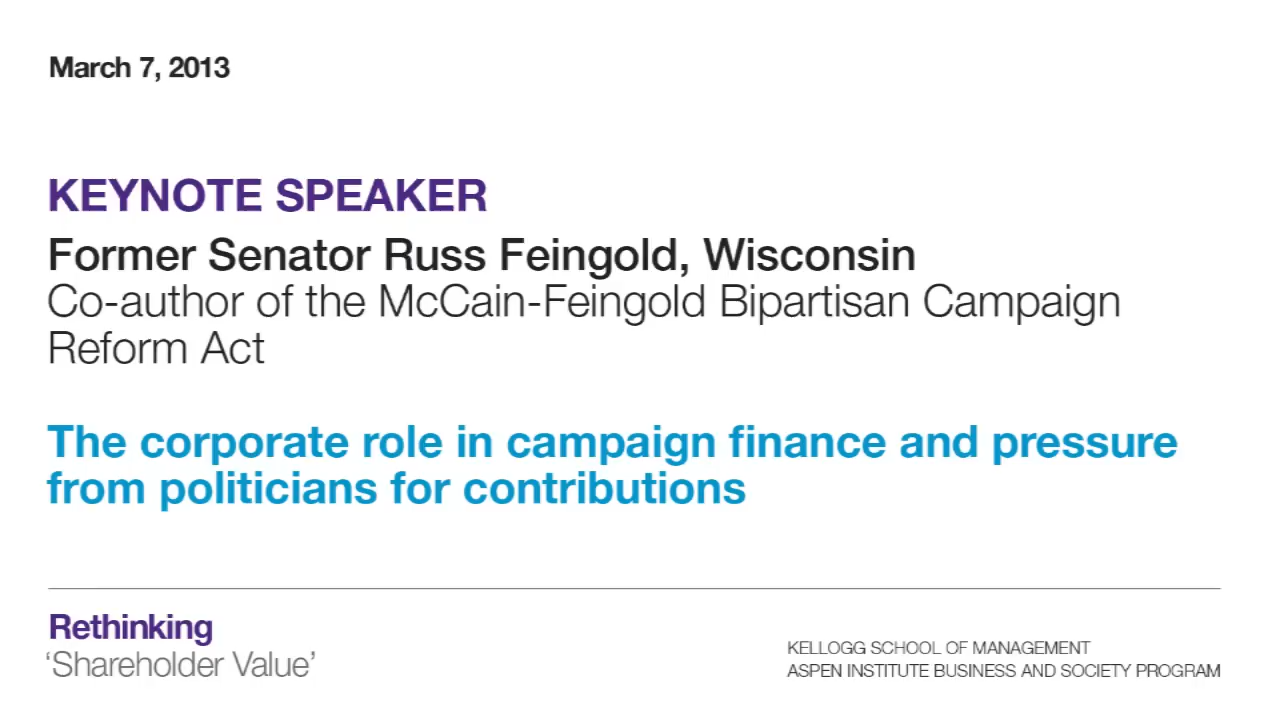 March 7, 2013
KEYNOTE SPEAKER
Former Senator Russ Feingold, Wisconsin
Co-author of the McCain-Feingold Bipartisan Campaign
Reform Act
The corporate role in campaign finance and pressure
from politicians for contributions
Rethinking
‘Shareholder Value’
KELLOGG SCHOOL OF MANAGEMENT
ASPEN INSTITUTE BUSINESS AND SOCIETY PROGRAM